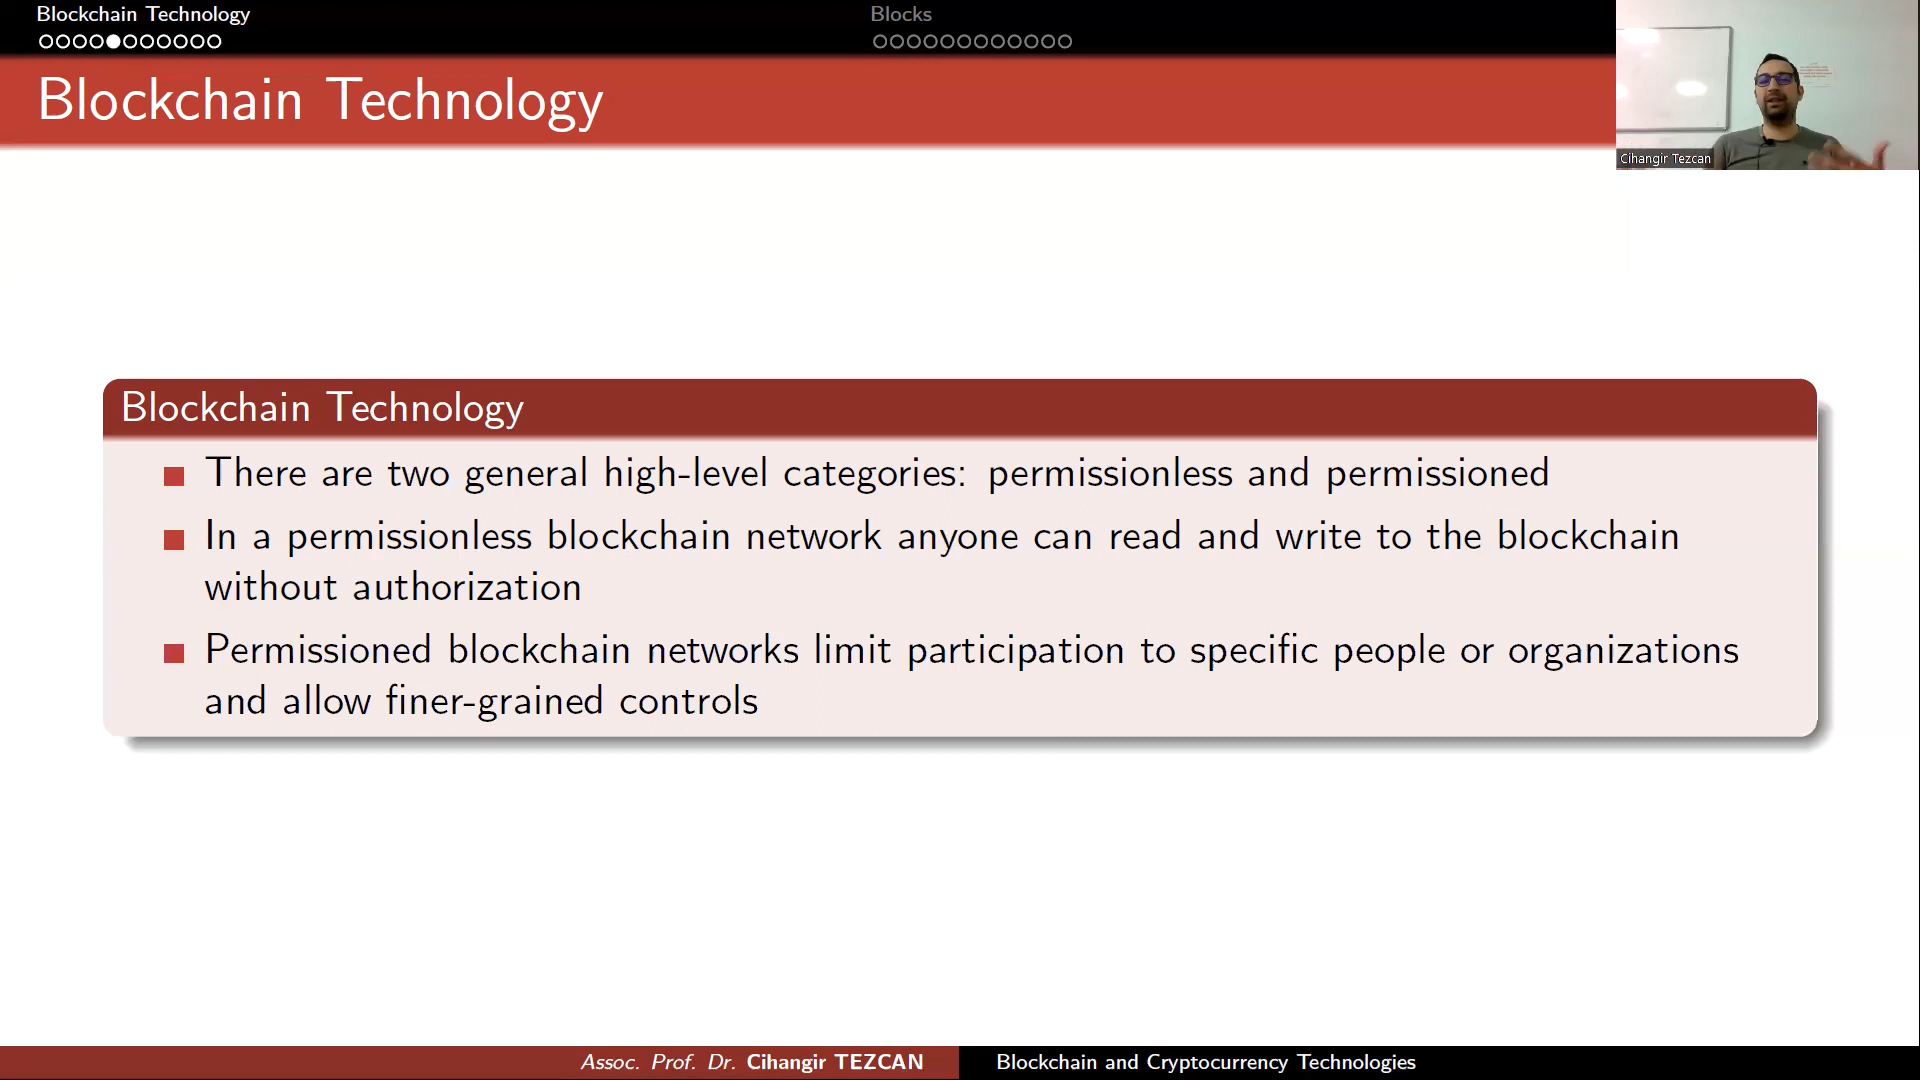 Blockchain Technology
Blocks
Blockchain Technology
Cihangir Tezcan
Blockchain Technology
There are two general high-level categories: permissionless and permissioned
In a permissionless blockchain network anyone can read and write to the blockchain
without authorization
Permissioned blockchain networks limit participation to specific people or organizations
and allow finer-grained controls
Assoc. Prof. Dr. Cihangir TEZCAN
Blockchain and Cryptocurrency Technologies